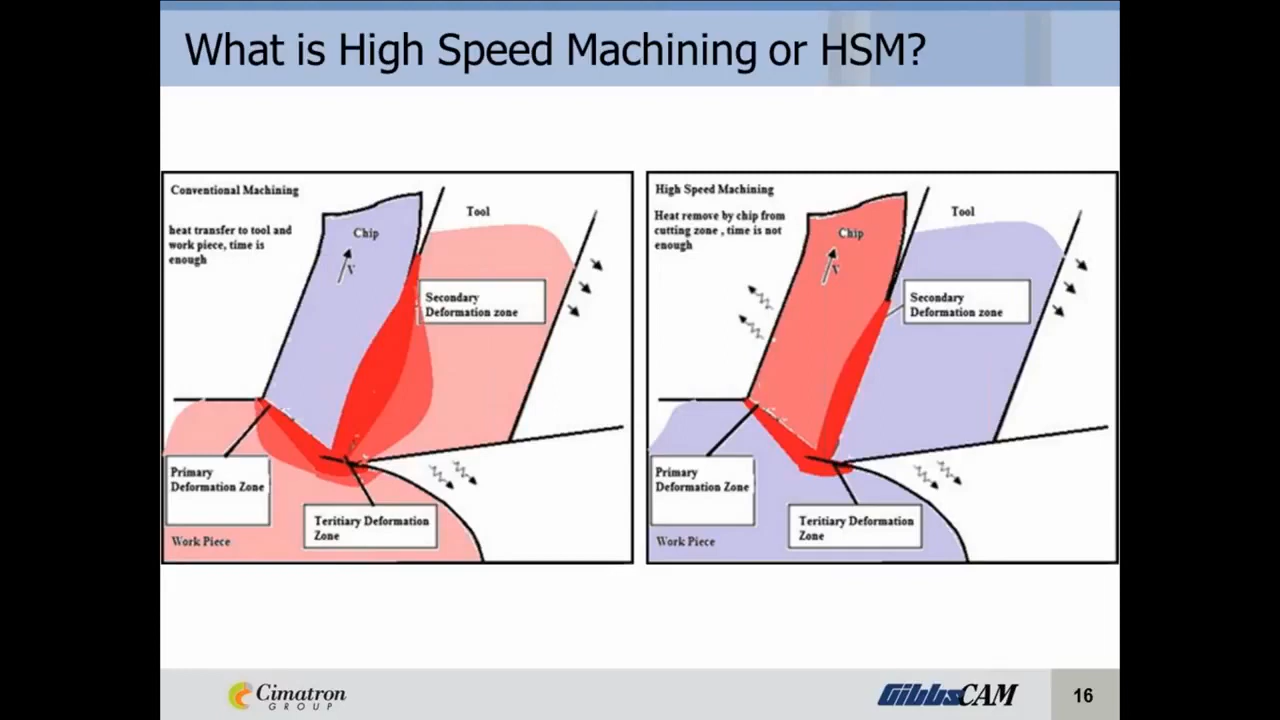 What is High Speed Machining or HSM?
Conventional Machining
heat transfer to tool and
work piece, time is
enough
Chip
V
Tool
Secondary
Deformation zone
Primary
Deformation Zone
Teritiary Deformation
Zone
Work Piece
High Speed Machining
Heat remove by chip from
cutting zone , time is not
enough
Chip
V
Tool
Secondary
Deformation zone
Primary
Deformation Zone
Teritiary Deformation
Zone
Work Piece
Cimatron
GROUP
GibbsCAM
16